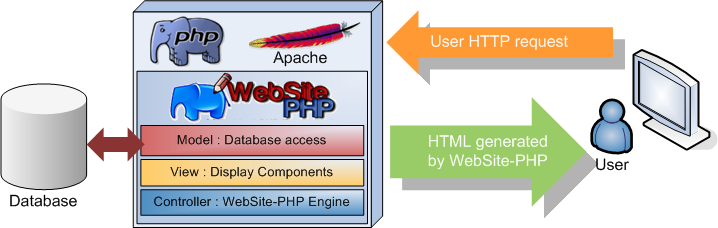 php
Apache
User HTTP request
WebSite
PHP
Model : Database access
View : Display Components
Controller : WebSite-PHP Engine
Database
HTML generated
by WebSite-PHP
User